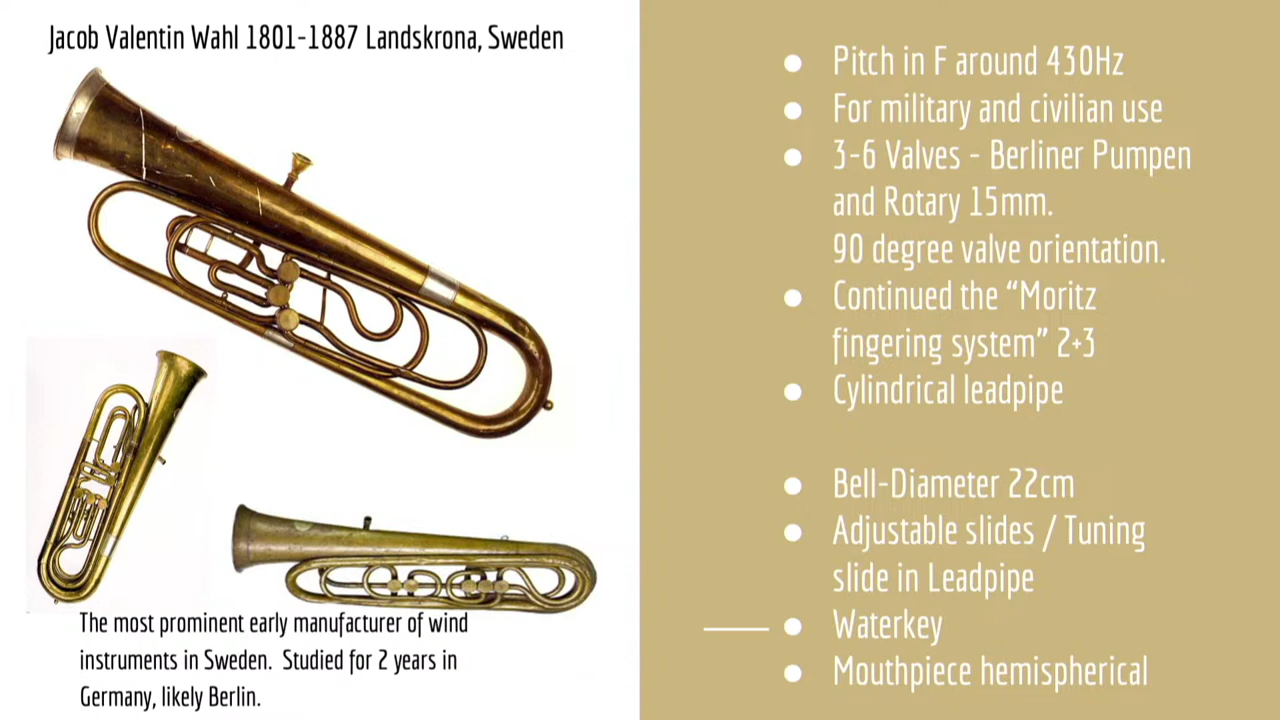 Jacob Valentin Wahl 1801-1887 Landskrona, Sweden
The most prominent early manufacturer of wind
instruments in Sweden. Studied for 2 years in
Germany, likely Berlin.
● Pitch in F around 430Hz
● For military and civilian use
● 3-6 Valves - Berliner Pumpen
and Rotary 15mm.
90 degree valve orientation.
● Continued the “Moritz
fingering system” 2+3
● Cylindrical leadpipe
● Bell-Diameter 22cm
● Adjustable slides / Tuning
slide in Leadpipe
● Waterkey
● Mouthpiece hemispherical